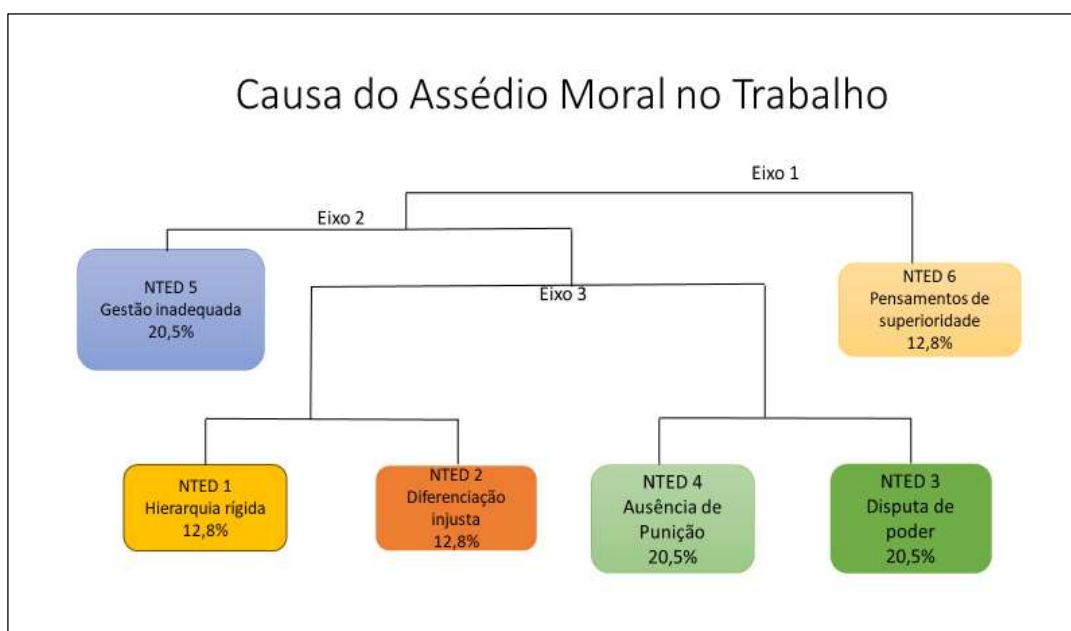 Causa do Assédio Moral no Trabalho
Eixo 1
Eixo 2
NTED 5
Gestão inadequada
20,5%
Eixo 3
NTED 6
Pensamentos de
superioridade
12,8%
NTED 1
Hierarquia rígida
12,8%
NTED 2
Diferenciação
injusta
12,8%
NTED 4
Ausência de
Punição
20,5%
NTED 3
Disputa de
poder
20,5%